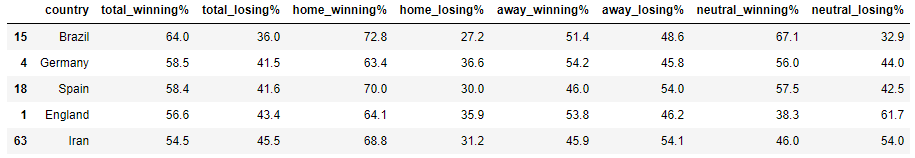 country total_winning% total_losing% home_winning% home_losing% away_winning% away_losing% neutral_winning% neutral_losing%
15 Brazil 64.0 36.0 72.8 27.2 51.4 48.6 67.1 32.9
4 Germany 58.5 41.5 63.4 36.6 54.2 45.8 56.0 44.0
18 Spain 58.4 41.6 70.0 30.0 46.0 54.0 57.5 42.5
1 England 56.6 43.4 64.1 35.9 53.8 46.2 38.3 61.7
63 Iran 54.5 45.5 68.8 31.2 45.9 54.1 46.0 54.0